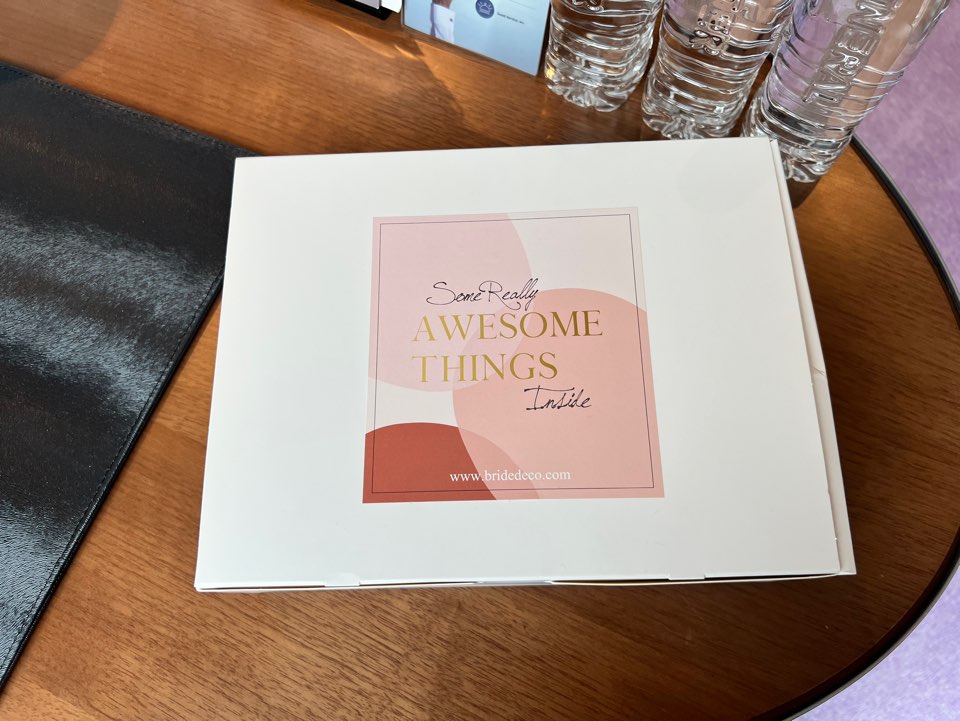 Some Really
AWESOME
THINGS
Inside
www.bridedeco.com